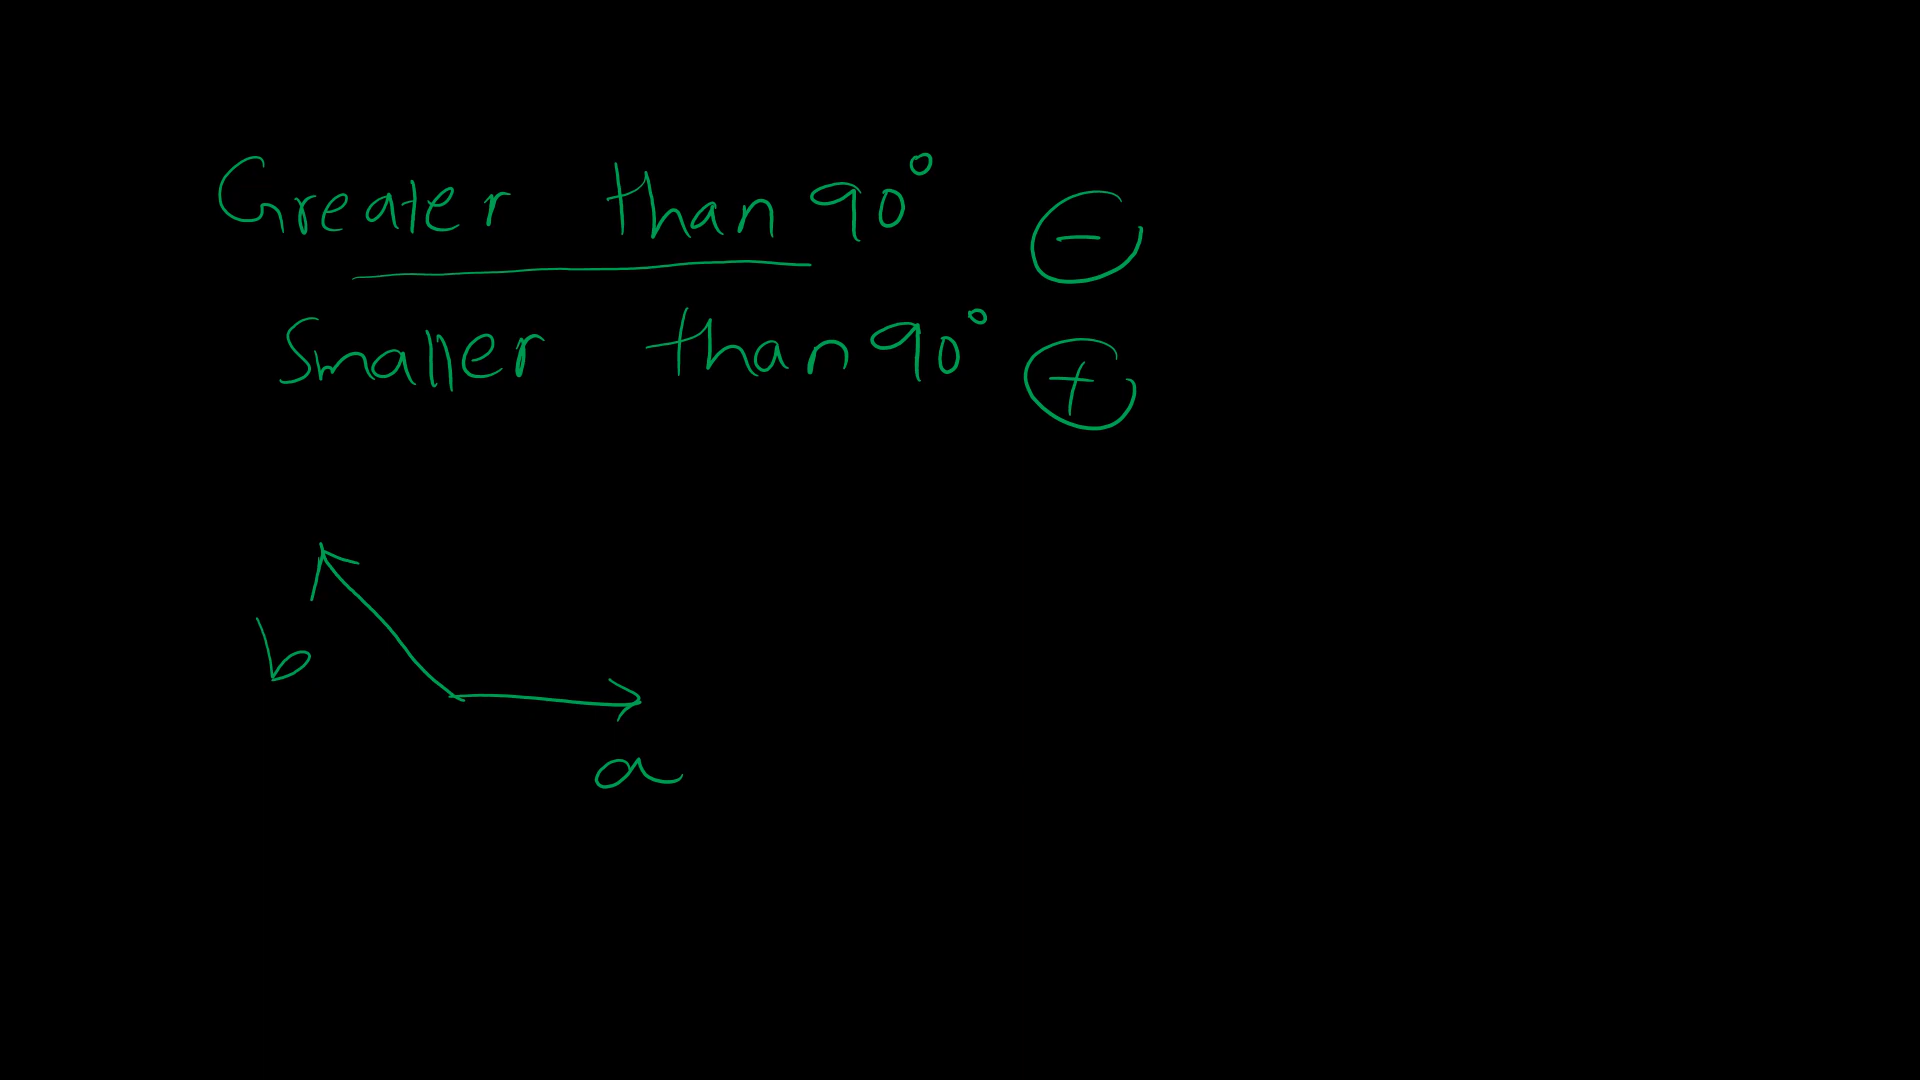 Greater than 90° -
Smaller than 90° +
b
a